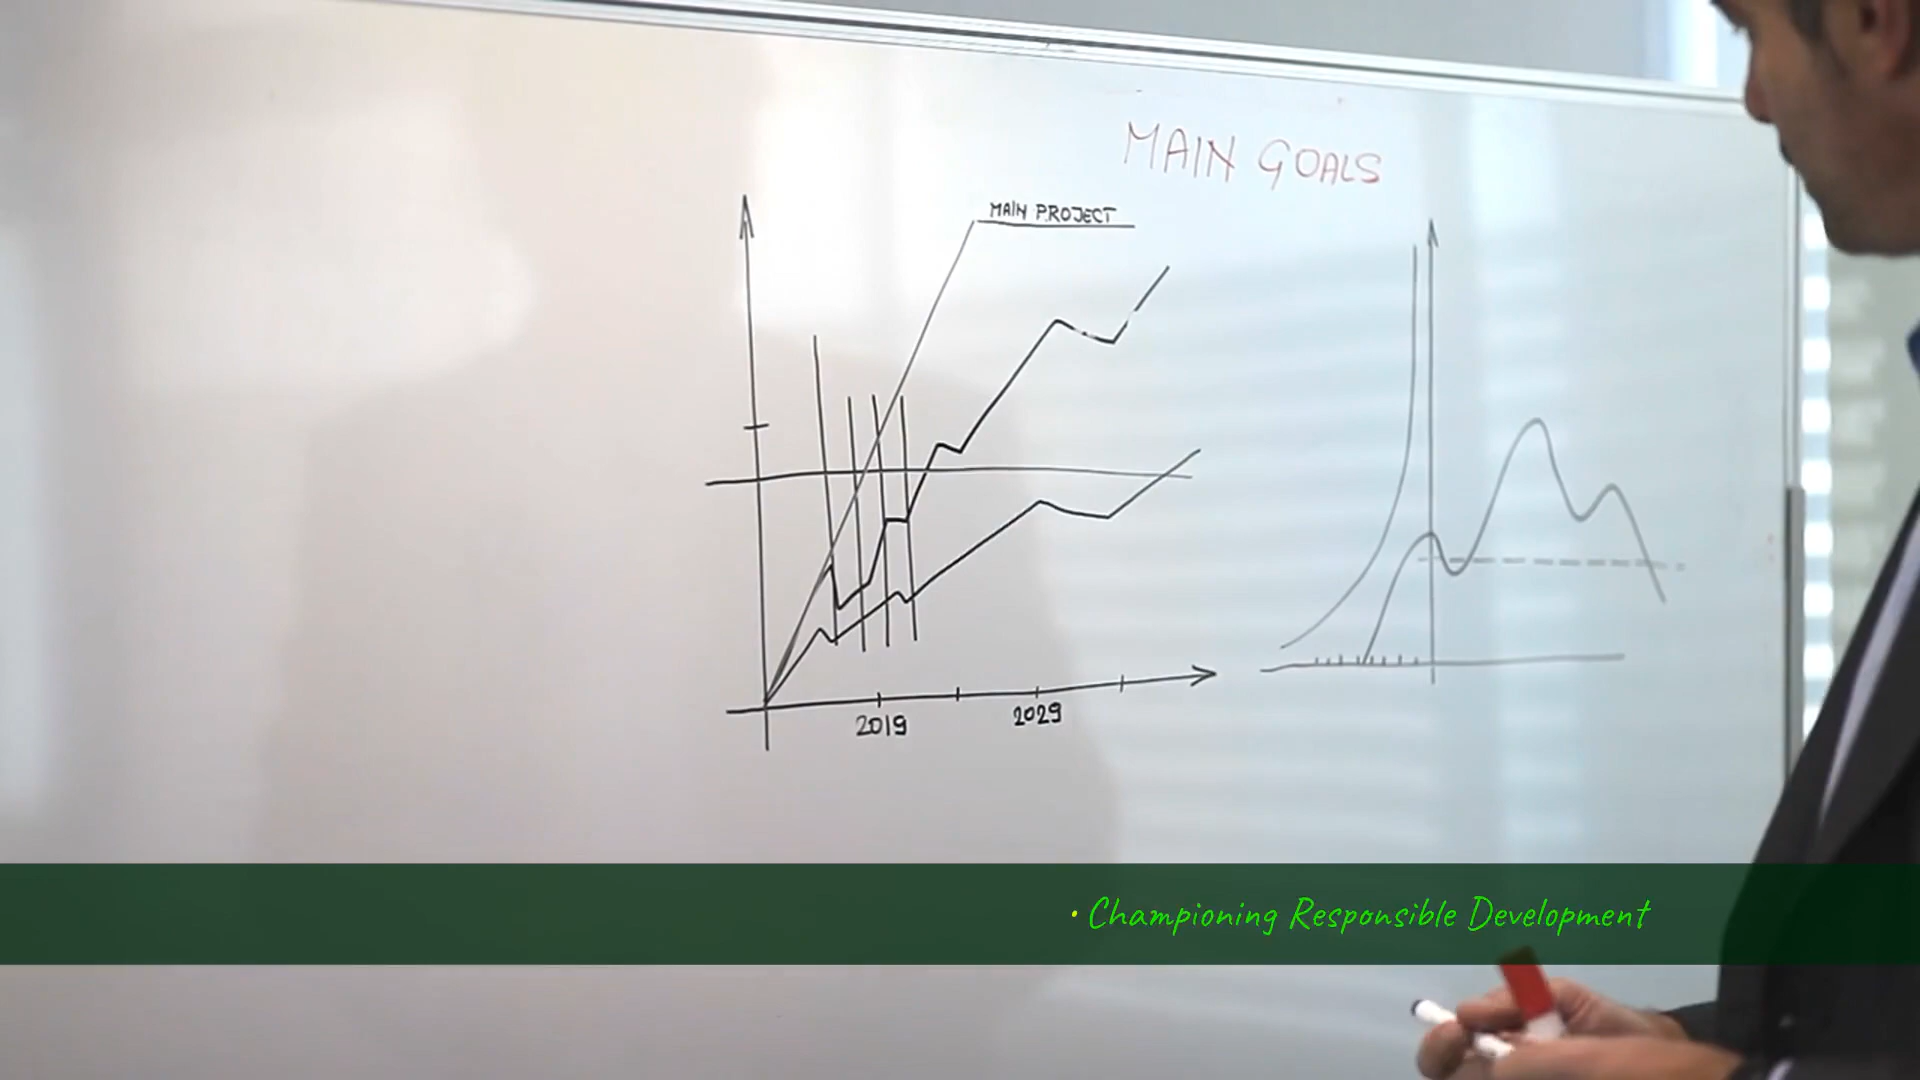 MAIN GOALS
MAIN PROJECT
2019
2029
• Championing Responsible Development